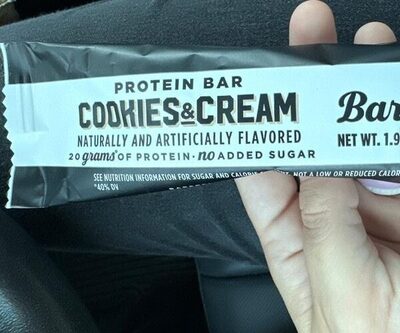 PROTEIN BAR
COOKIES & CREAM
NATURALLY AND ARTIFICIALLY FLAVORED
20 grams* OF PROTEIN • no ADDED SUGAR
SEE NUTRITION INFORMATION FOR SUGAR AND CALORIE NOT A LOW OR REDUCED CALOR
*40% DV
Bar
NET WT. 1.9